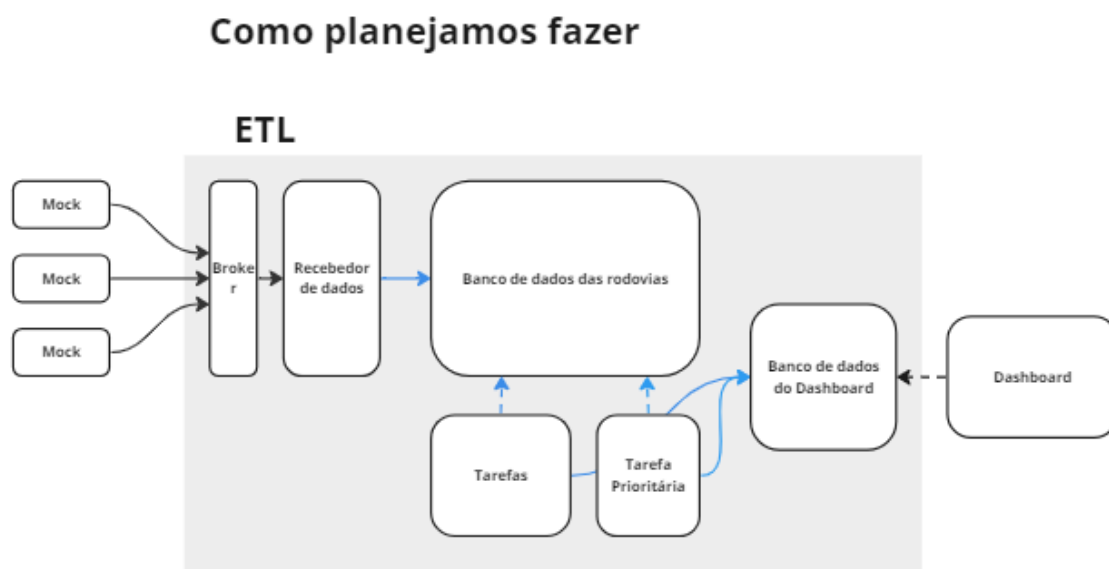 Como planejamos fazer
ETL
Mock
Mock
Mock
Broke
r
Recebedor
de dados
Banco de dados das rodovias
Banco de dados
do Dashboard
Dashboard
Tarefas
Tarefa
Prioritária